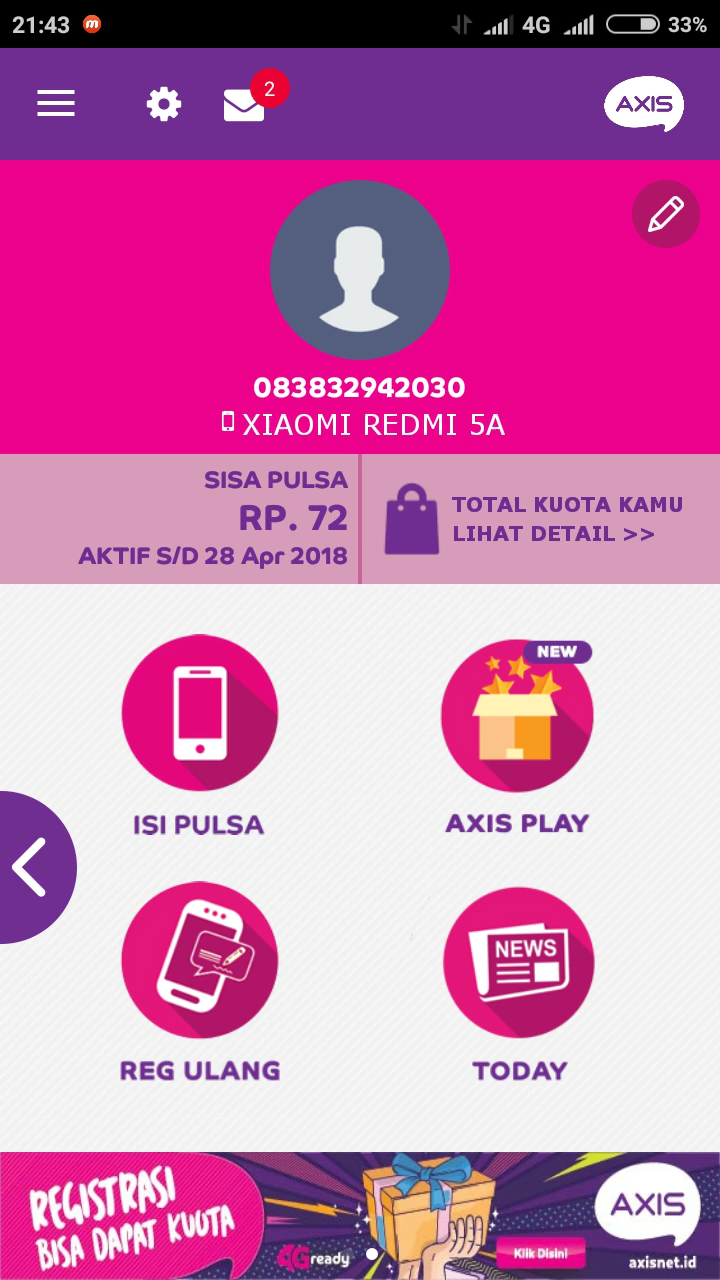 21:43
4G
33%
2
AXIS
083832942030
XIAOMI REDMI 5A
SISA PULSA
RP. 72
AKTIF S/D 28 Apr 2018
TOTAL KUOTA KAMU
LIHAT DETAIL >>
ISI PULSA
NEW
AXIS PLAY
REG ULANG
NEWS
TODAY
REGISTRASI
BISA DAPAT KUOTA
4G ready
Klik Disini
AXIS
axisnet.id